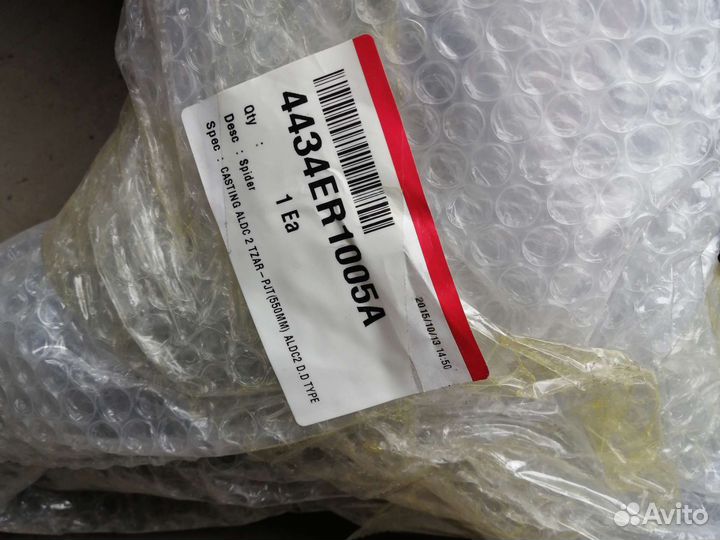 4434ER1005A
Qty : 1 Ea
Desc : Spider
Spec : CASTING ALDC 2 TZAR-PJT(550MM) ALDC2 D.D TYPE
2015/10/13 14:50
Avito